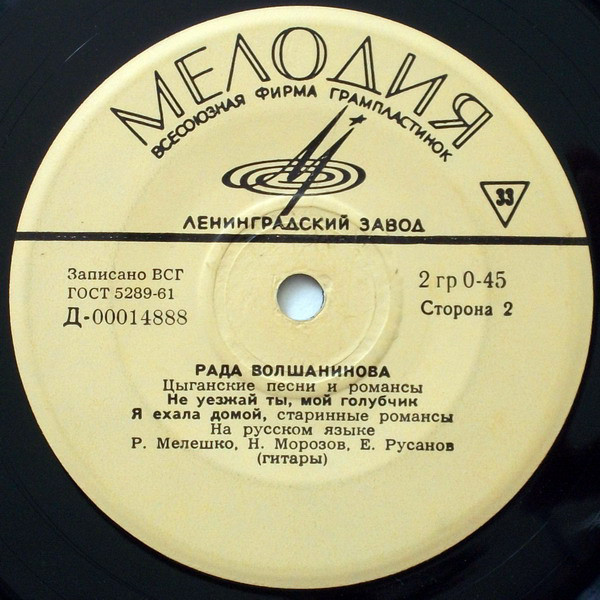 МЕЛОДИЯ
ВСЕСОЮЗНАЯ ФИРМА ГРАМПЛАСТИНОК
33
ЛЕНИНГРАДСКИЙ ЗАВОД
Записано ВСГ
ГОСТ 5289-61
Д-00014888
2 гр 0-45
Сторона 2
РАДА ВОЛШАНИНОВА
Цыганские песни и романсы
Не уезжай ты, мой голубчик
Я ехала домой, старинные романсы
На русском языке
Р. Мелешко, Н. Морозов, Е. Русанов
(гитары)